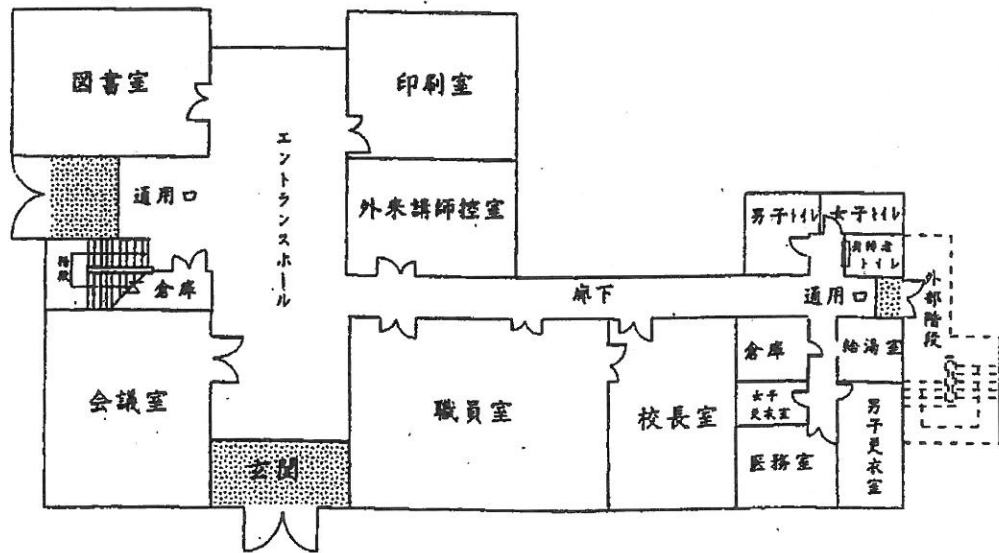 図書室
印刷室
エントランスホール
通用口
外来講師控室
男子トイレ
女子トイレ
身障者
トイレ
階段
倉庫
廊下
通用口
外部階段
会議室
職員室
校長室
倉庫
給湯室
女子
更衣室
医務室
男子更衣室
玄関